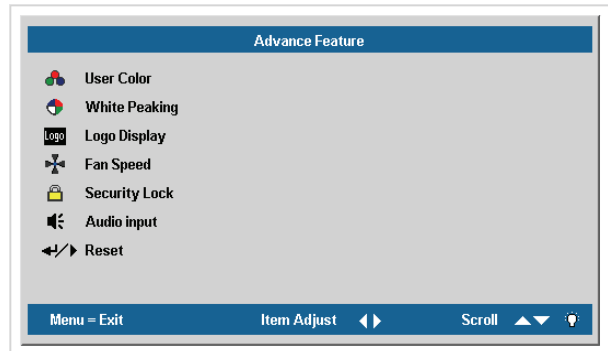 Advance Feature
User Color
White Peaking
Logo Logo Display
Fan Speed
Security Lock
Audio input
Reset
Menu = Exit Item Adjust Scroll